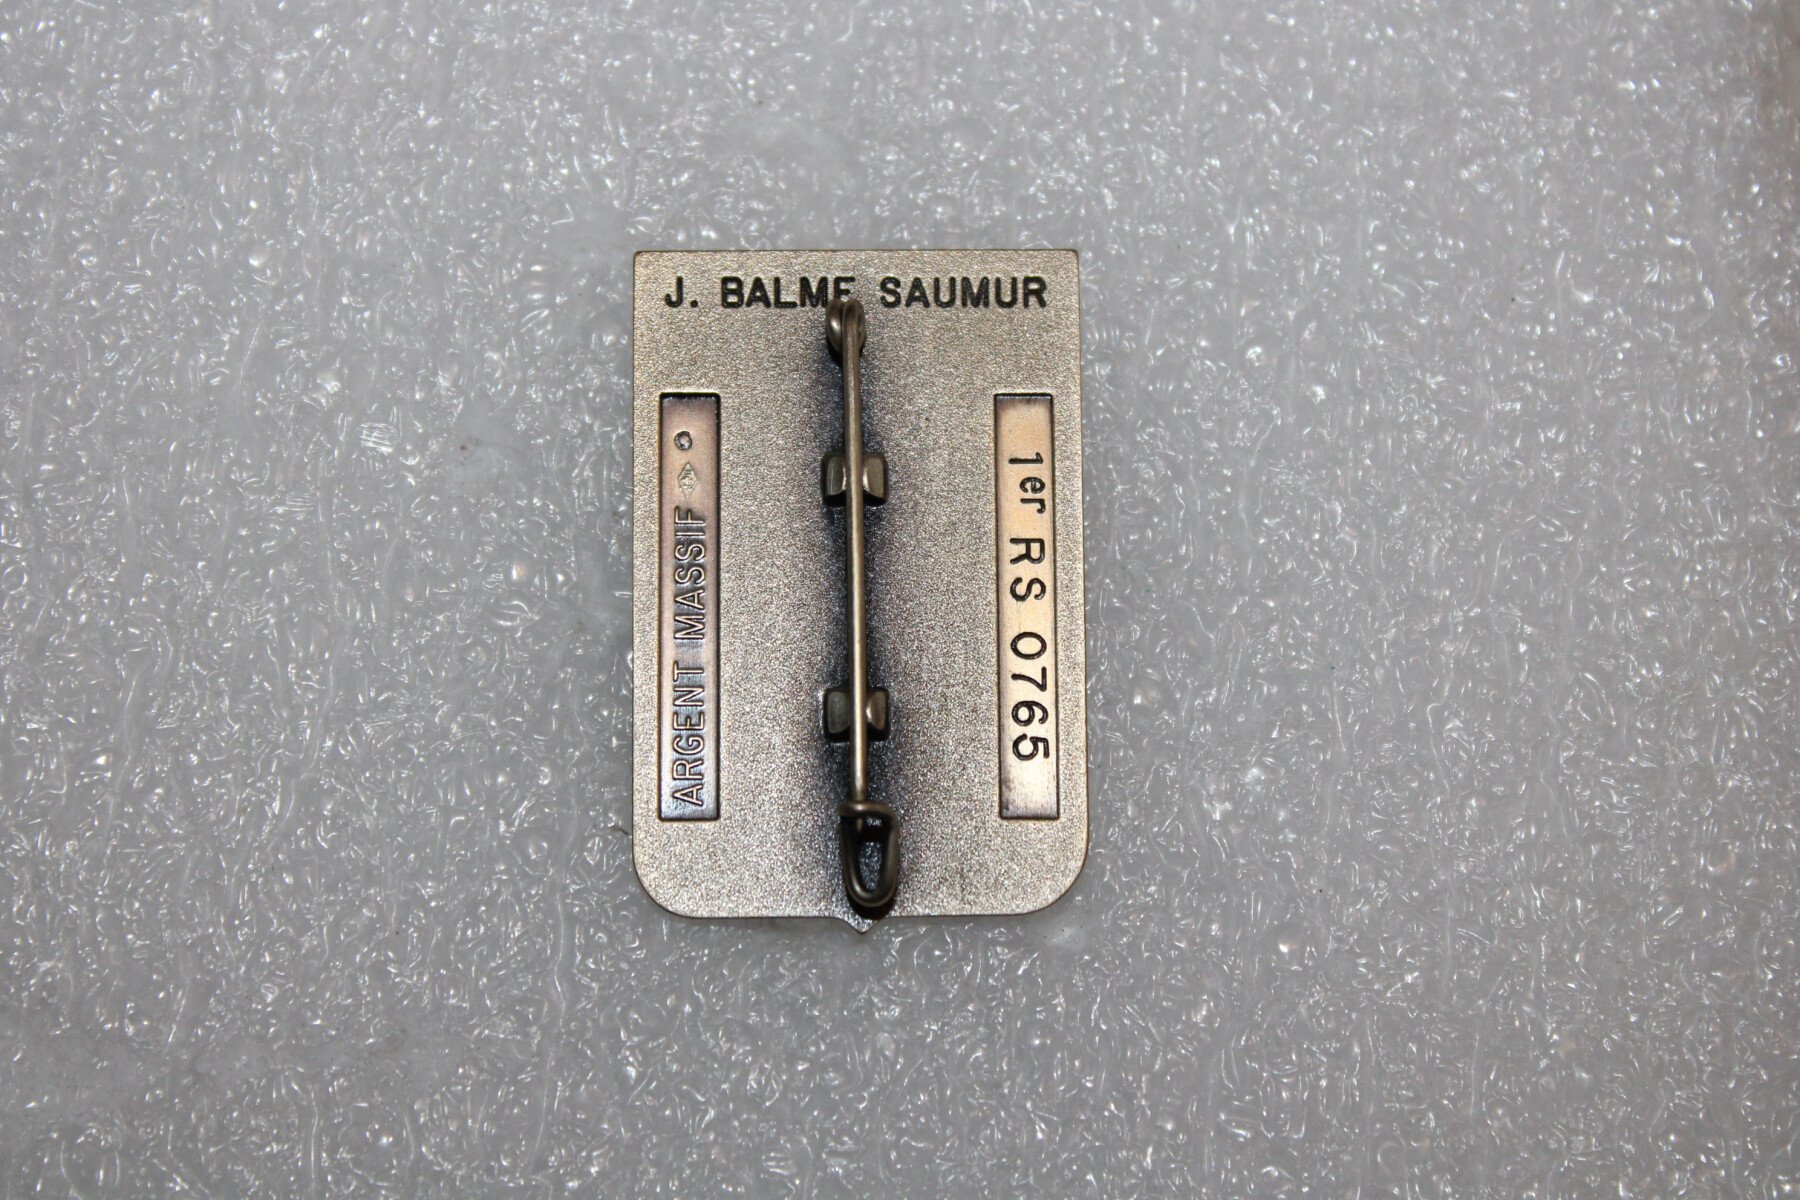 J. BALME SAUMUR
ARGENT MASSIF
1er RS 0765